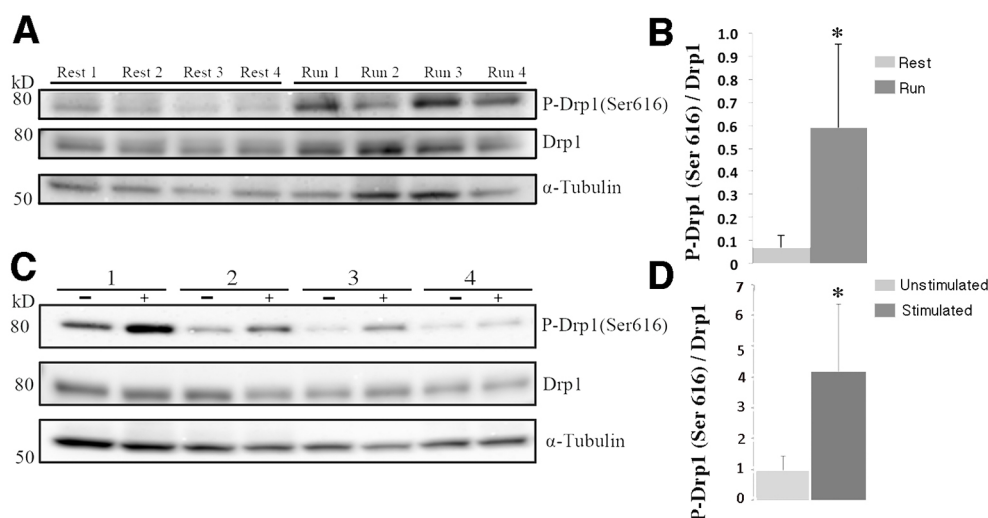 A
kD
Rest 1 Rest 2 Rest 3 Rest 4 Run 1 Run 2 Run 3 Run 4
80
P-Drp1(Ser616)
80
Drp1
50
α-Tubulin
B
P-Drp1 (Ser 616) / Drp1
1.0
0.9
0.8
0.7
0.6
0.5
0.4
0.3
0.2
0.1
0
*
Rest
Run
C
1 2 3 4
kD
- + - + - + - +
80
P-Drp1(Ser616)
80
Drp1
50
α-Tubulin
D
P-Drp1 (Ser 616) / Drp1
7
6
5
4
3
2
1
0
*
Unstimulated
Stimulated